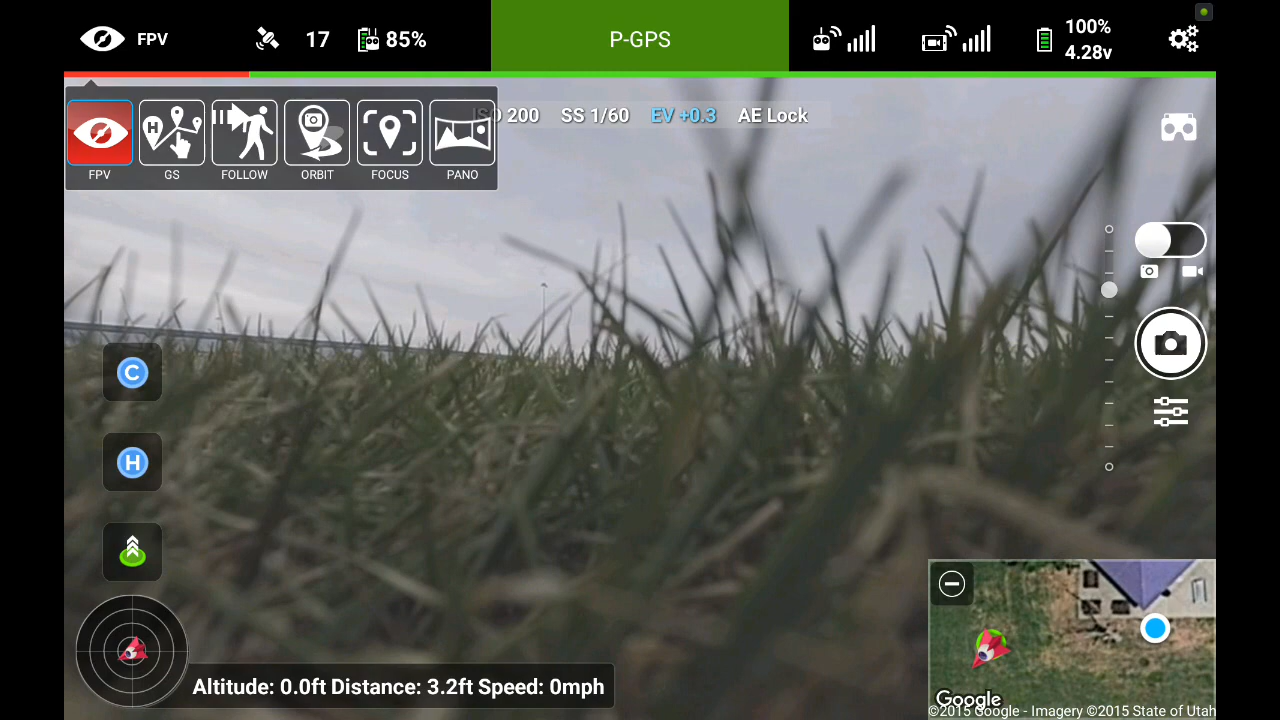 FPV 17 85% P-GPS 100%
4.28v
ISO 200 SS 1/60 EV +0.3 AE Lock
H
FPV GS FOLLOW ORBIT FOCUS PANO
C
H
Altitude: 0.0ft Distance: 3.2ft Speed: 0mph
Google
©2015 Google - Imagery ©2015 State of Utah